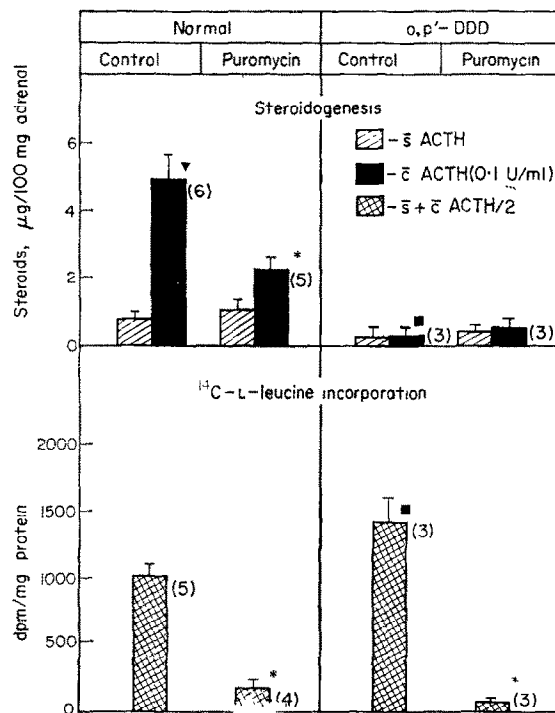 Normal
o,p′-DDD
Control
Puromycin
Control
Puromycin
Steroidogenesis
-s̄ ACTH
-c̄ ACTH(0·1 U/ml)
-s̄+c̄ ACTH/2
Steroids, µg/100 mg adrenal
6
4
2
0
▼
(6)
*
(5)
■
(3)
(3)
¹⁴C-L-leucine incorporation
dpm/mg protein
2000
1500
1000
500
0
(5)
*
(4)
■
(3)
*
(3)